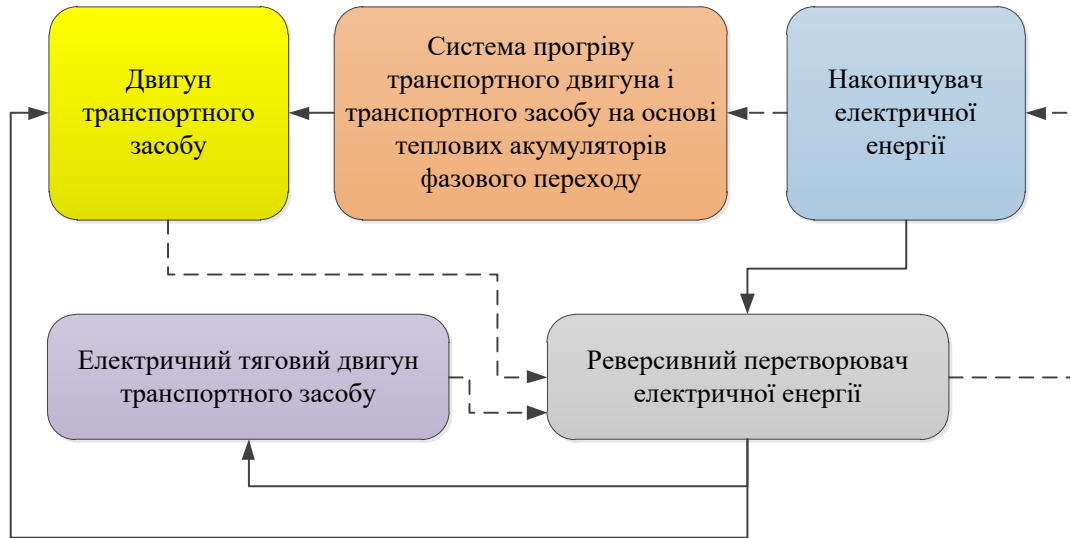 Двигун
транспортного
засобу
Система прогріву
транспортного двигуна і
транспортного засобу на основі
теплових акумуляторів
фазового переходу
Накопичувач
електричної
енергії
Електричний тяговий двигун
транспортного засобу
Реверсивний перетворювач
електричної енергії